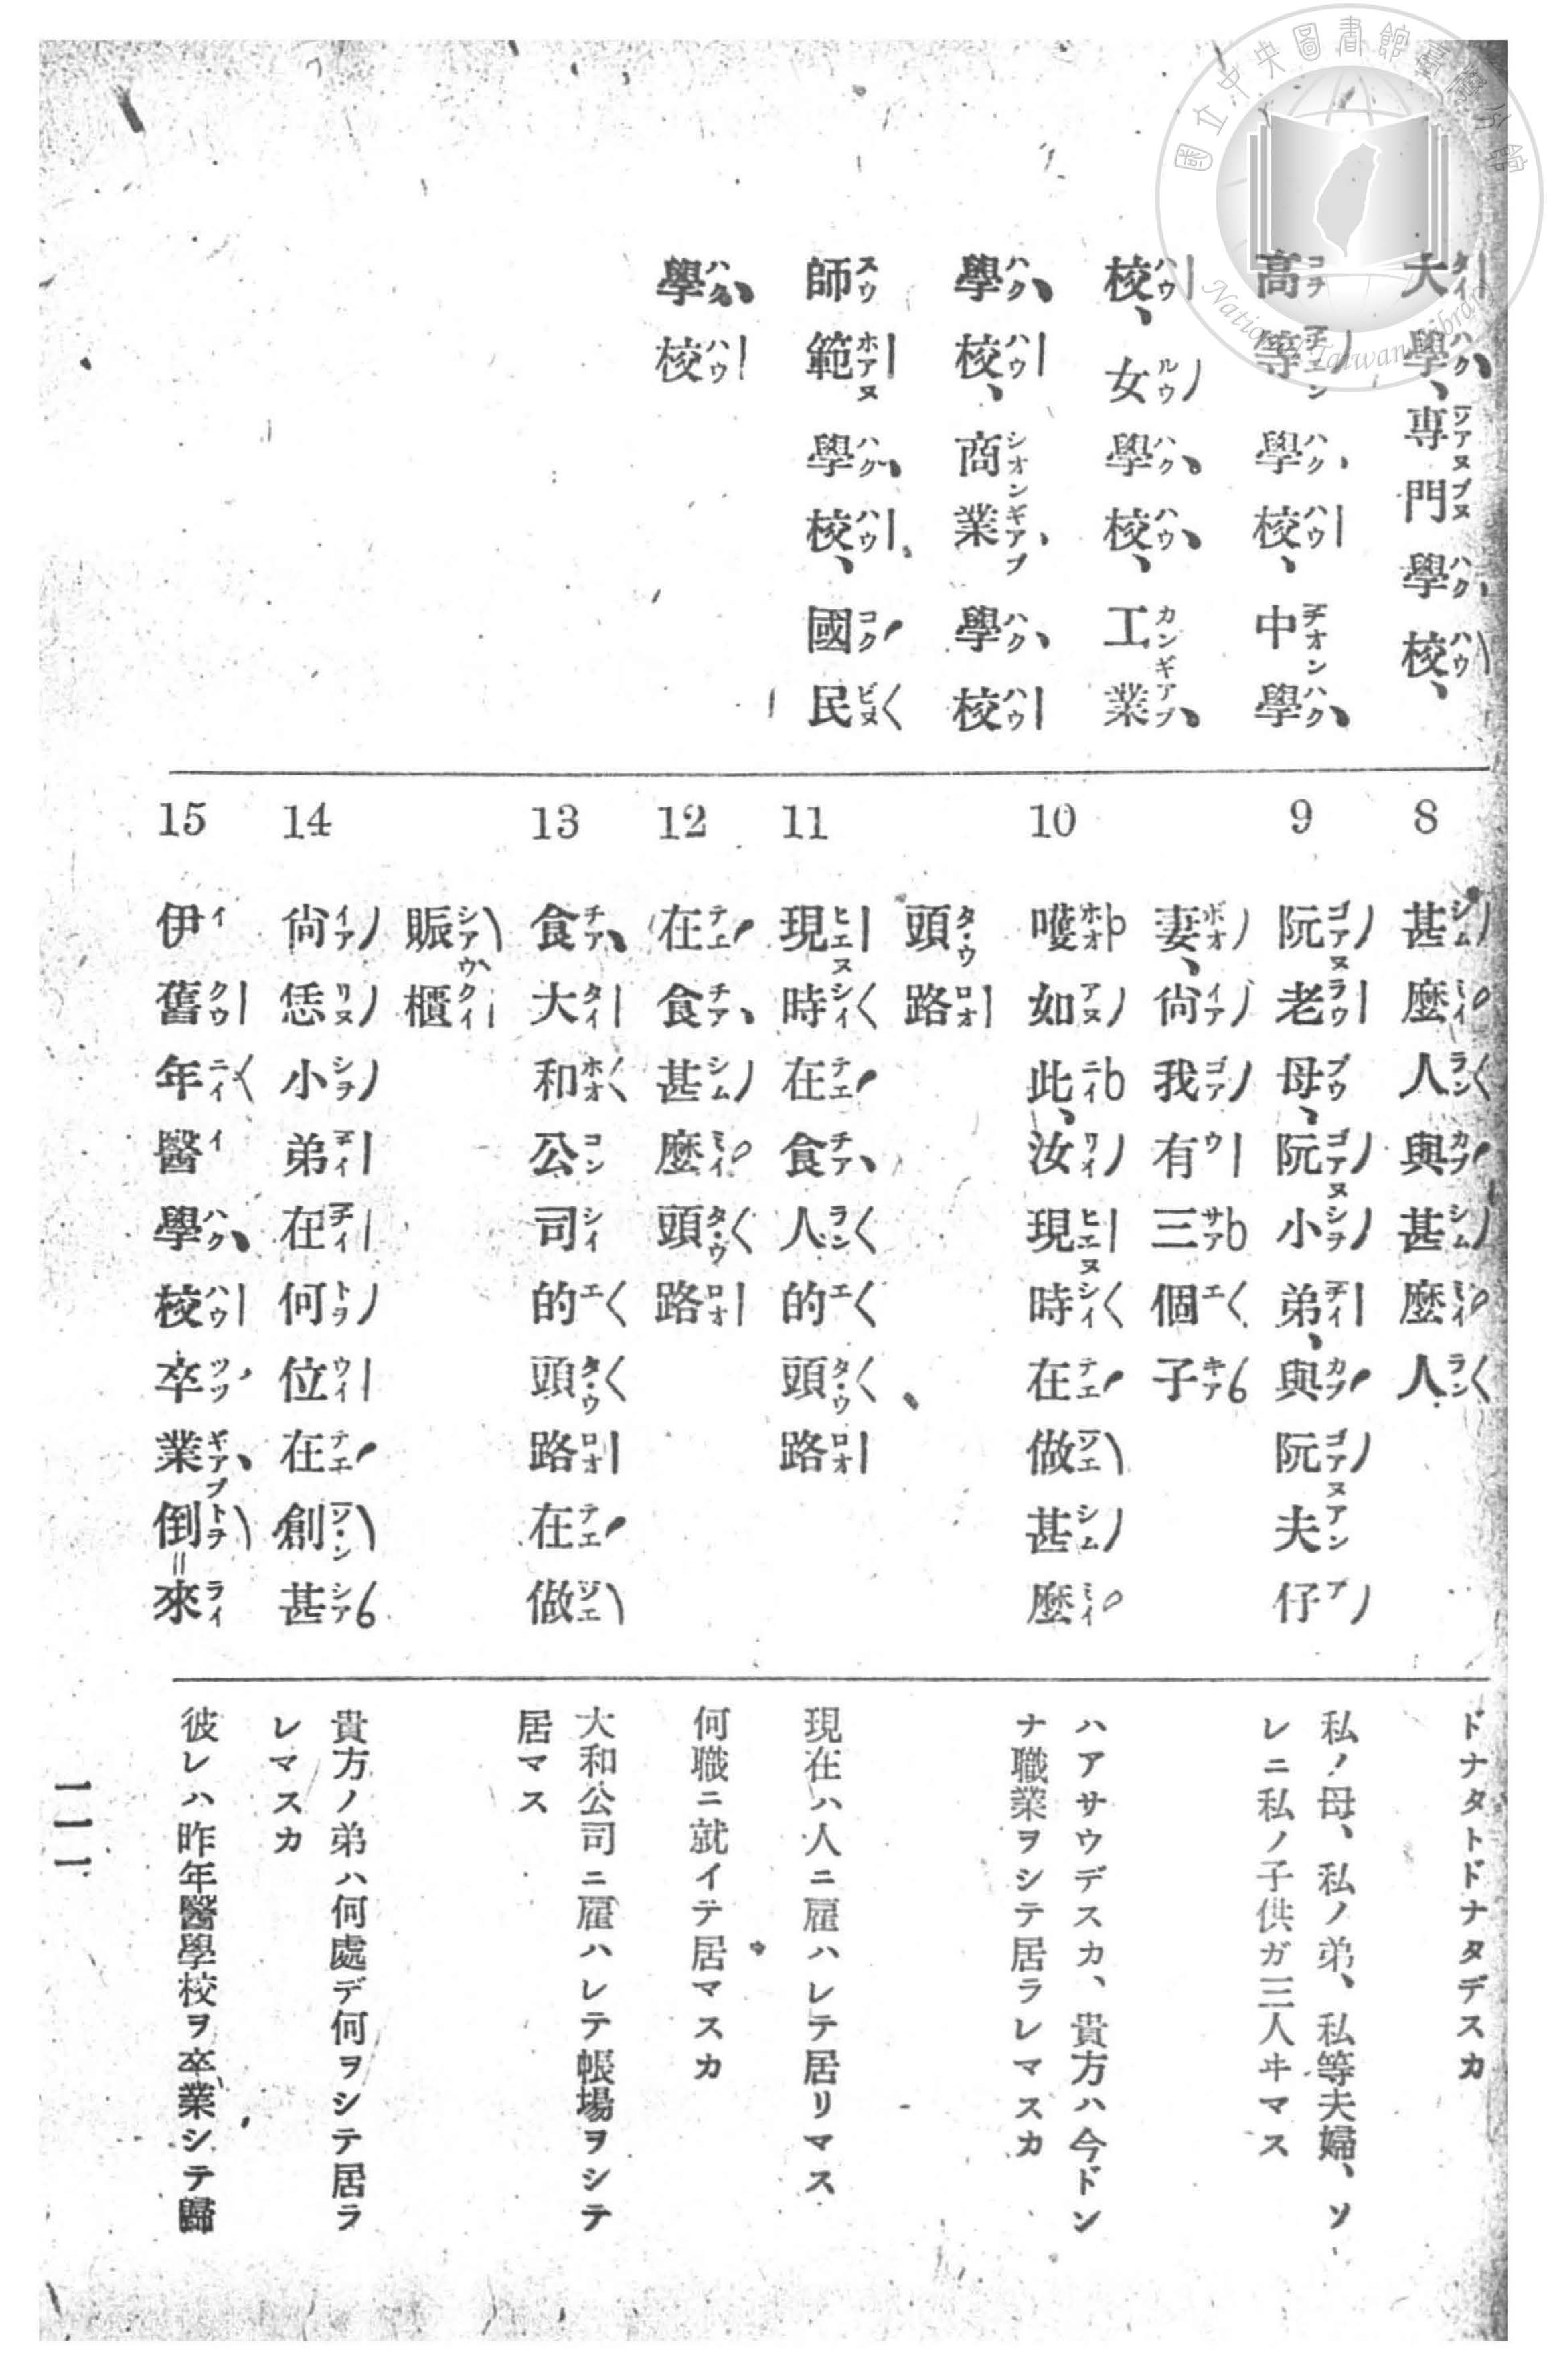 國立中央圖書館臺灣分館
National Taiwan Library
大學、專門學校、
高等學校、中學
校、女學校、工業
學校、商業學校
師範學校、國民
學校
8
甚麼人與甚麼人
9
阮老母、阮小弟、與阮夫仔
妻、尙我有三個子
10
嚄如此、汝現時在做甚麼
頭路
11
現時在食人的頭路
12
在食甚麼頭路
13
食大和公司的頭路在做
賬櫃
14
尙恁小弟在何位在創甚
15
伊舊年醫學校卒業倒=來
ドナタトドナタデスカ
私ノ母、私ノ弟、私等夫婦、ソ
レニ私ノ子供ガ三人ヰマス
ハアサウデスカ、貴方ハ今ドン
ナ職業ヲシテ居ラレマスカ
現在ハ人ニ雇ハレテ居リマス
何職ニ就イテ居マスカ
大和公司ニ雇ハレテ帳場ヲシテ
居マス
貴方ノ弟ハ何處デ何ヲシテ居ラ
レマスカ
彼レハ昨年醫學校ヲ卒業シテ歸
一一一